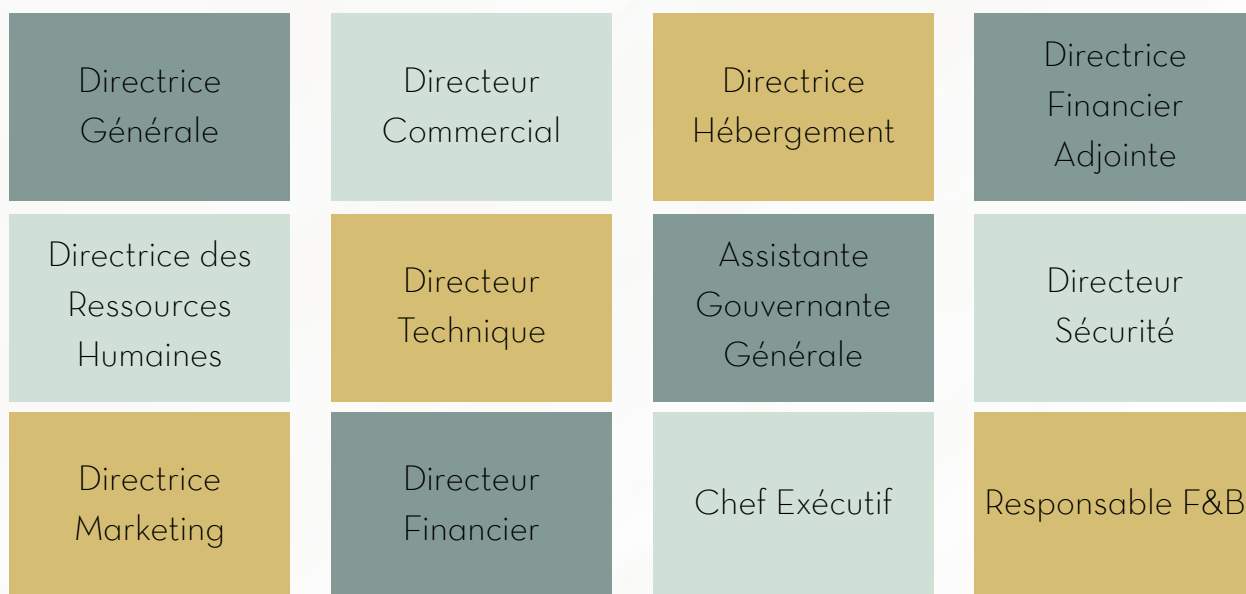 Directrice
Générale
Directeur
Commercial
Directrice
Hébergement
Directrice
Financier
Adjointe
Directrice des
Ressources
Humaines
Directeur
Technique
Assistante
Gouvernante
Générale
Directeur
Sécurité
Directrice
Marketing
Directeur
Financier
Chef Exécutif
Responsable F&B